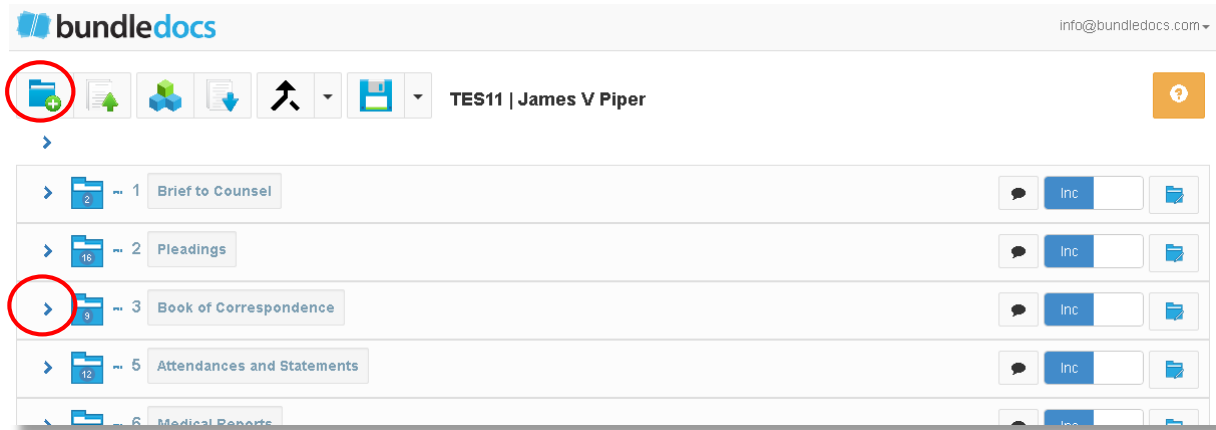 bundledocs
info@bundledocs.com
TES11 | James V Piper
2 1 Brief to Counsel Inc
16 2 Pleadings Inc
9 3 Book of Correspondence Inc
12 5 Attendances and Statements Inc
6 Medical Reports Inc